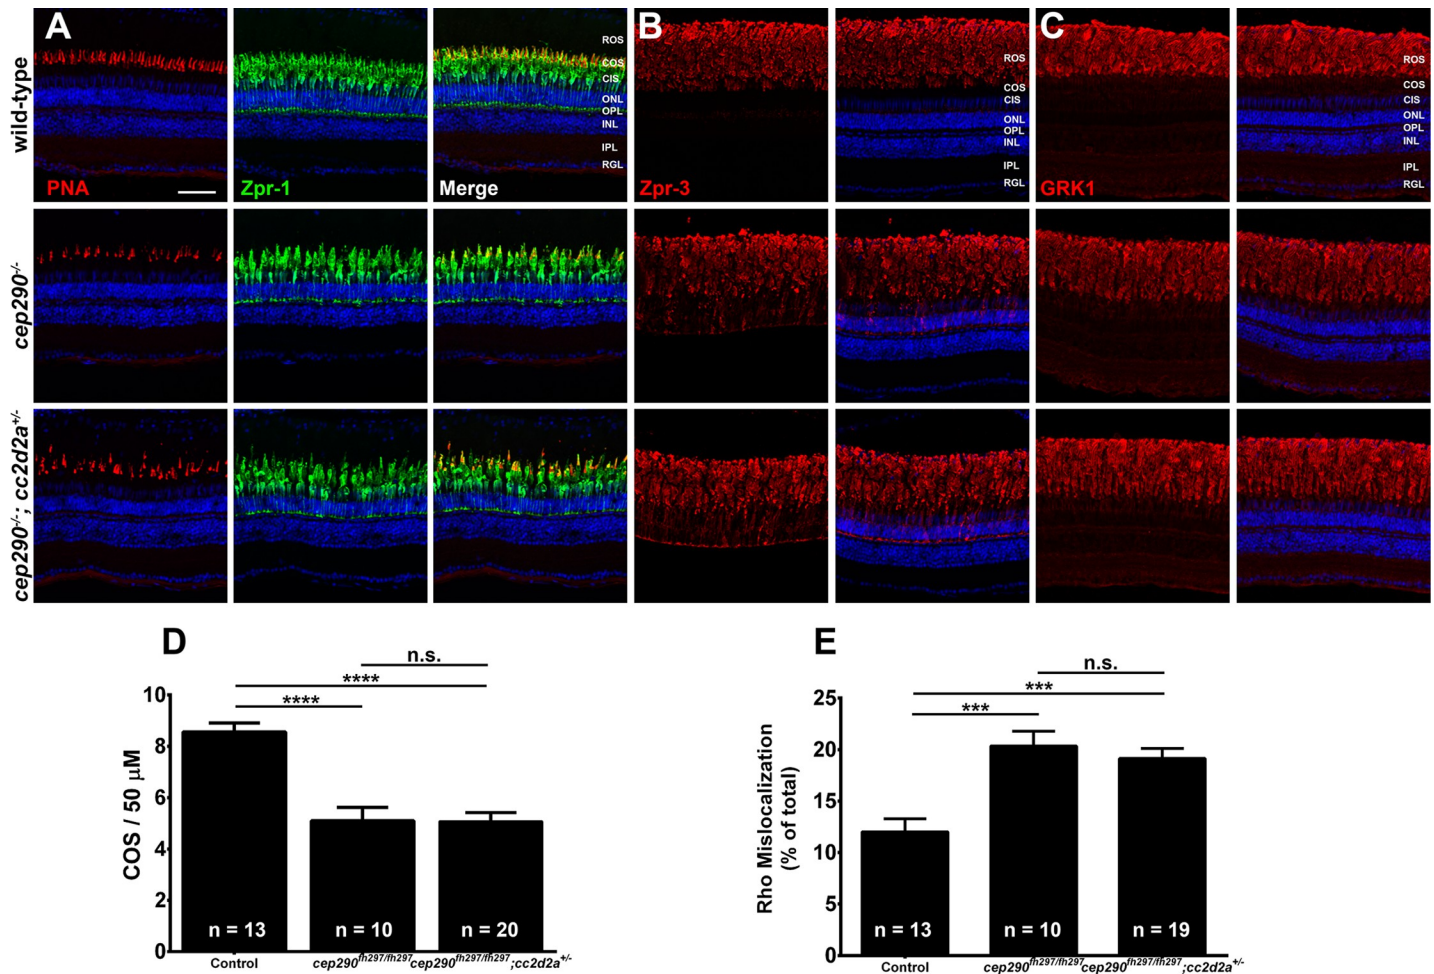 A
B
C
wild-type
cep290-/-
cep290-/-; cc2d2a+/-
ROS
COS
CIS
ONL
OPL
INL
IPL
RGL
PNA
Zpr-1
Merge
ROS
COS
CIS
ONL
OPL
INL
IPL
RGL
Zpr-3
ROS
COS
CIS
ONL
OPL
INL
IPL
RGL
GRK1
D
n.s.
****
****
COS / 50 µM
10
8
6
4
2
0
n = 13
n = 10
n = 20
Control
cep290fh297/fh297
cep290fh297/fh297;cc2d2a+/-
E
n.s.
***
***
Rho Mislocalization
(% of total)
25
20
15
10
5
0
n = 13
n = 10
n = 19
Control
cep290fh297/fh297
cep290fh297/fh297;cc2d2a+/-